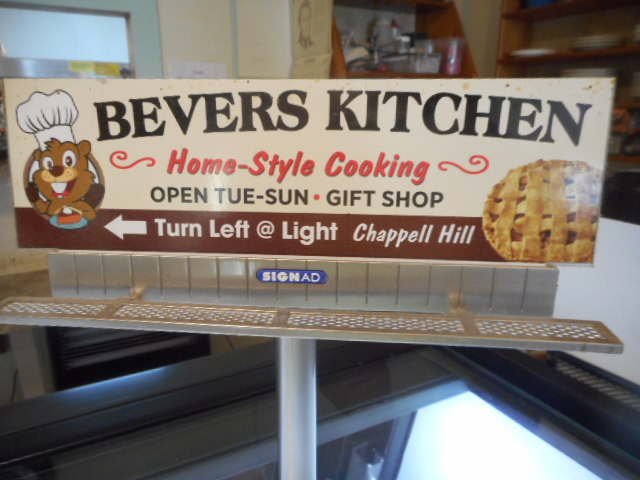 BEVERS KITCHEN
Home-Style Cooking
OPEN TUE-SUN • GIFT SHOP
Turn Left @ Light Chappell Hill
SIGNAD